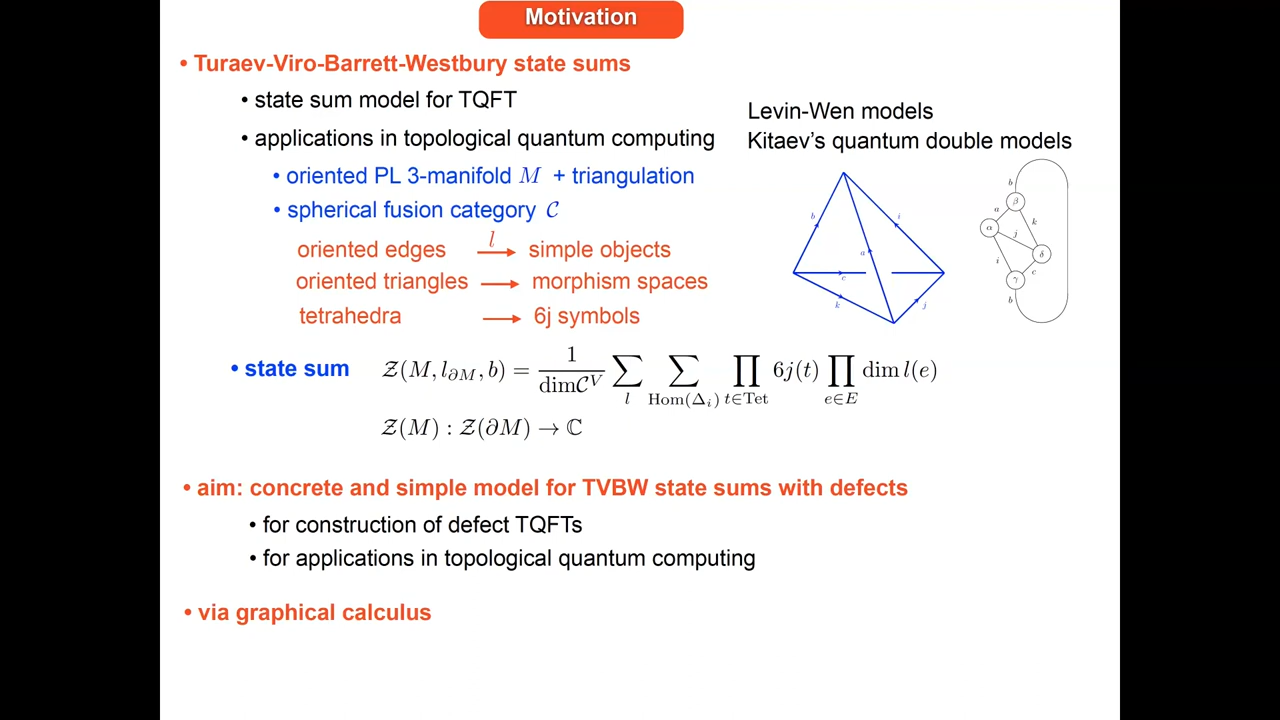 Motivation
• Turaev-Viro-Barrett-Westbury state sums
• state sum model for TQFT
• applications in topological quantum computing
Levin-Wen models
Kitaev's quantum double models
• oriented PL 3-manifold M + triangulation
• spherical fusion category 𝒞
oriented edges l→ simple objects
oriented triangles → morphism spaces
tetrahedra → 6j symbols
b i a c k j
b β a k α j δ i c γ b
• state sum 𝒵(M, l_{∂M}, b) = 1/dim𝒞^V ∑_l ∑_{Hom(Δ_i)} ∏_{t∈Tet} 6j(t) ∏_{e∈E} dim l(e)
𝒵(M) : 𝒵(∂M) → ℂ
• aim: concrete and simple model for TVBW state sums with defects
• for construction of defect TQFTs
• for applications in topological quantum computing
• via graphical calculus